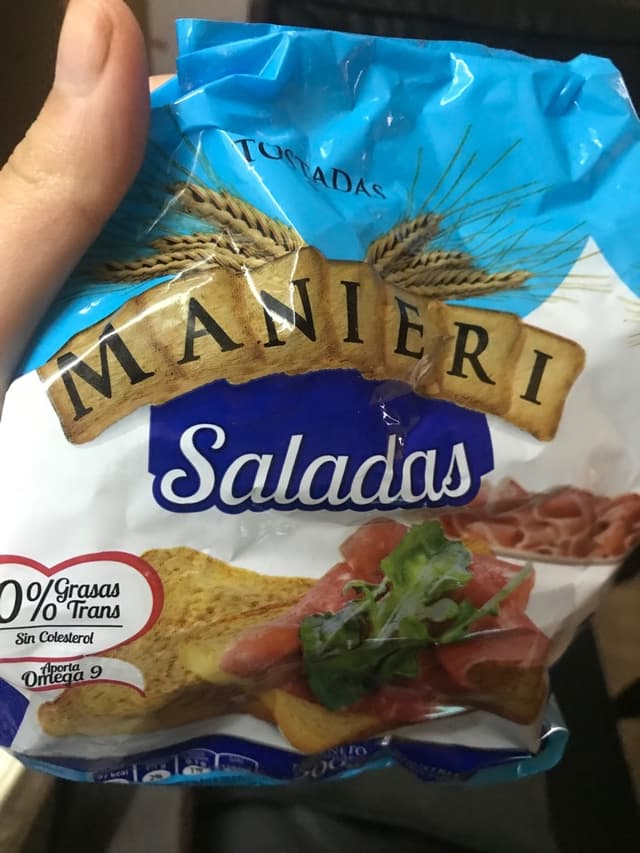 TOSTADAS
MANIERI
Saladas
0% Grasas
Trans
Sin Colesterol
Aporta
Omega 9